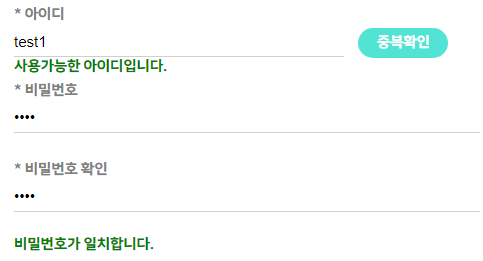 * 아이디
test1
중복확인
사용가능한 아이디입니다.
* 비밀번호
••••
* 비밀번호 확인
••••
비밀번호가 일치합니다.